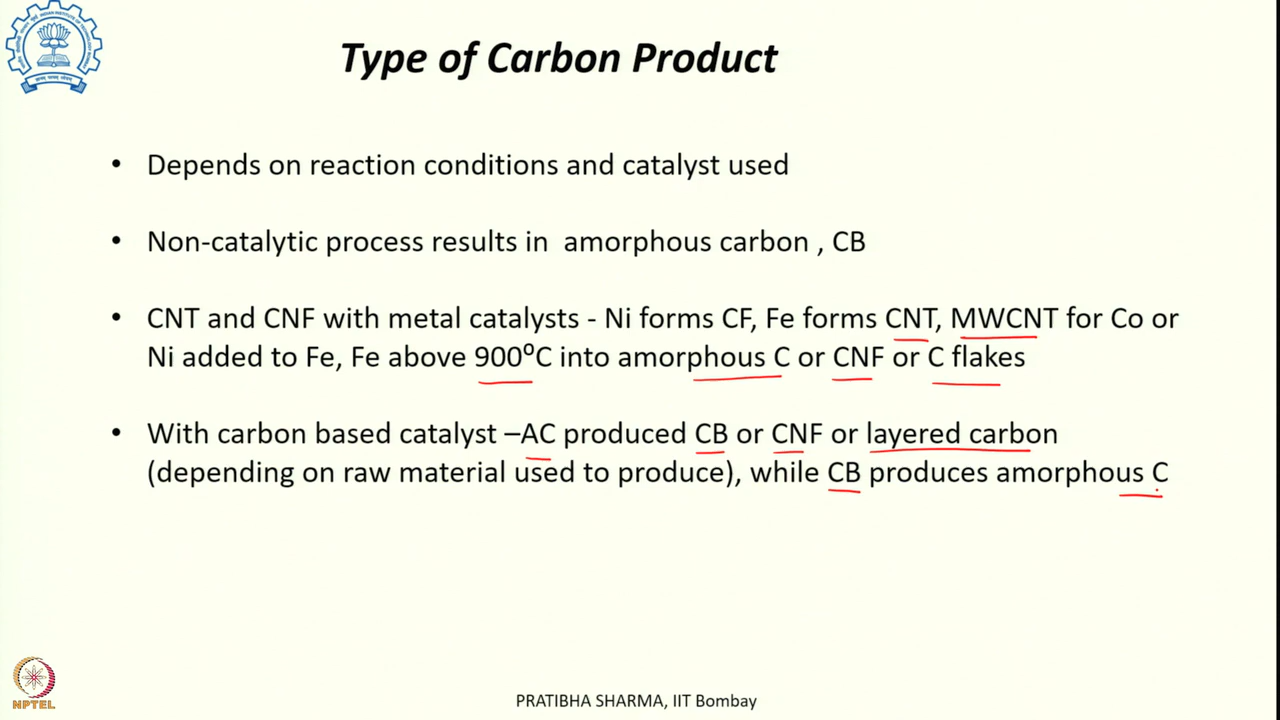 Type of Carbon Product
• Depends on reaction conditions and catalyst used
• Non-catalytic process results in amorphous carbon , CB
• CNT and CNF with metal catalysts - Ni forms CF, Fe forms CNT, MWCNT for Co or
Ni added to Fe, Fe above 900⁰C into amorphous C or CNF or C flakes
• With carbon based catalyst –AC produced CB or CNF or layered carbon
(depending on raw material used to produce), while CB produces amorphous C
NPTEL
PRATIBHA SHARMA, IIT Bombay